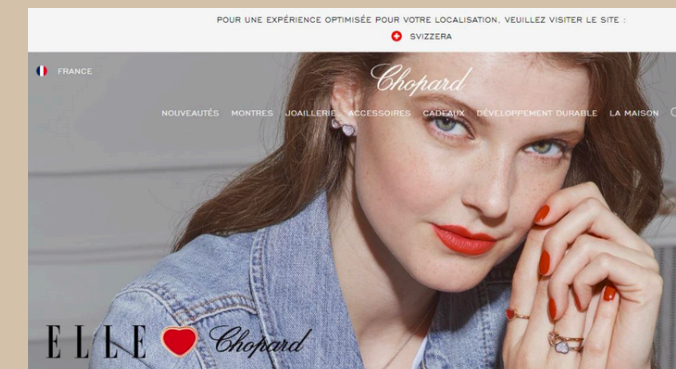 POUR UNE EXPÉRIENCE OPTIMISÉE POUR VOTRE LOCALISATION, VEUILLEZ VISITER LE SITE :
SVIZZERA
FRANCE
Chopard
NOUVEAUTÉS MONTRES JOAILLERIE ACCESSOIRES CADEAUX DÉVELOPPEMENT DURABLE LA MAISON
ELLE Chopard